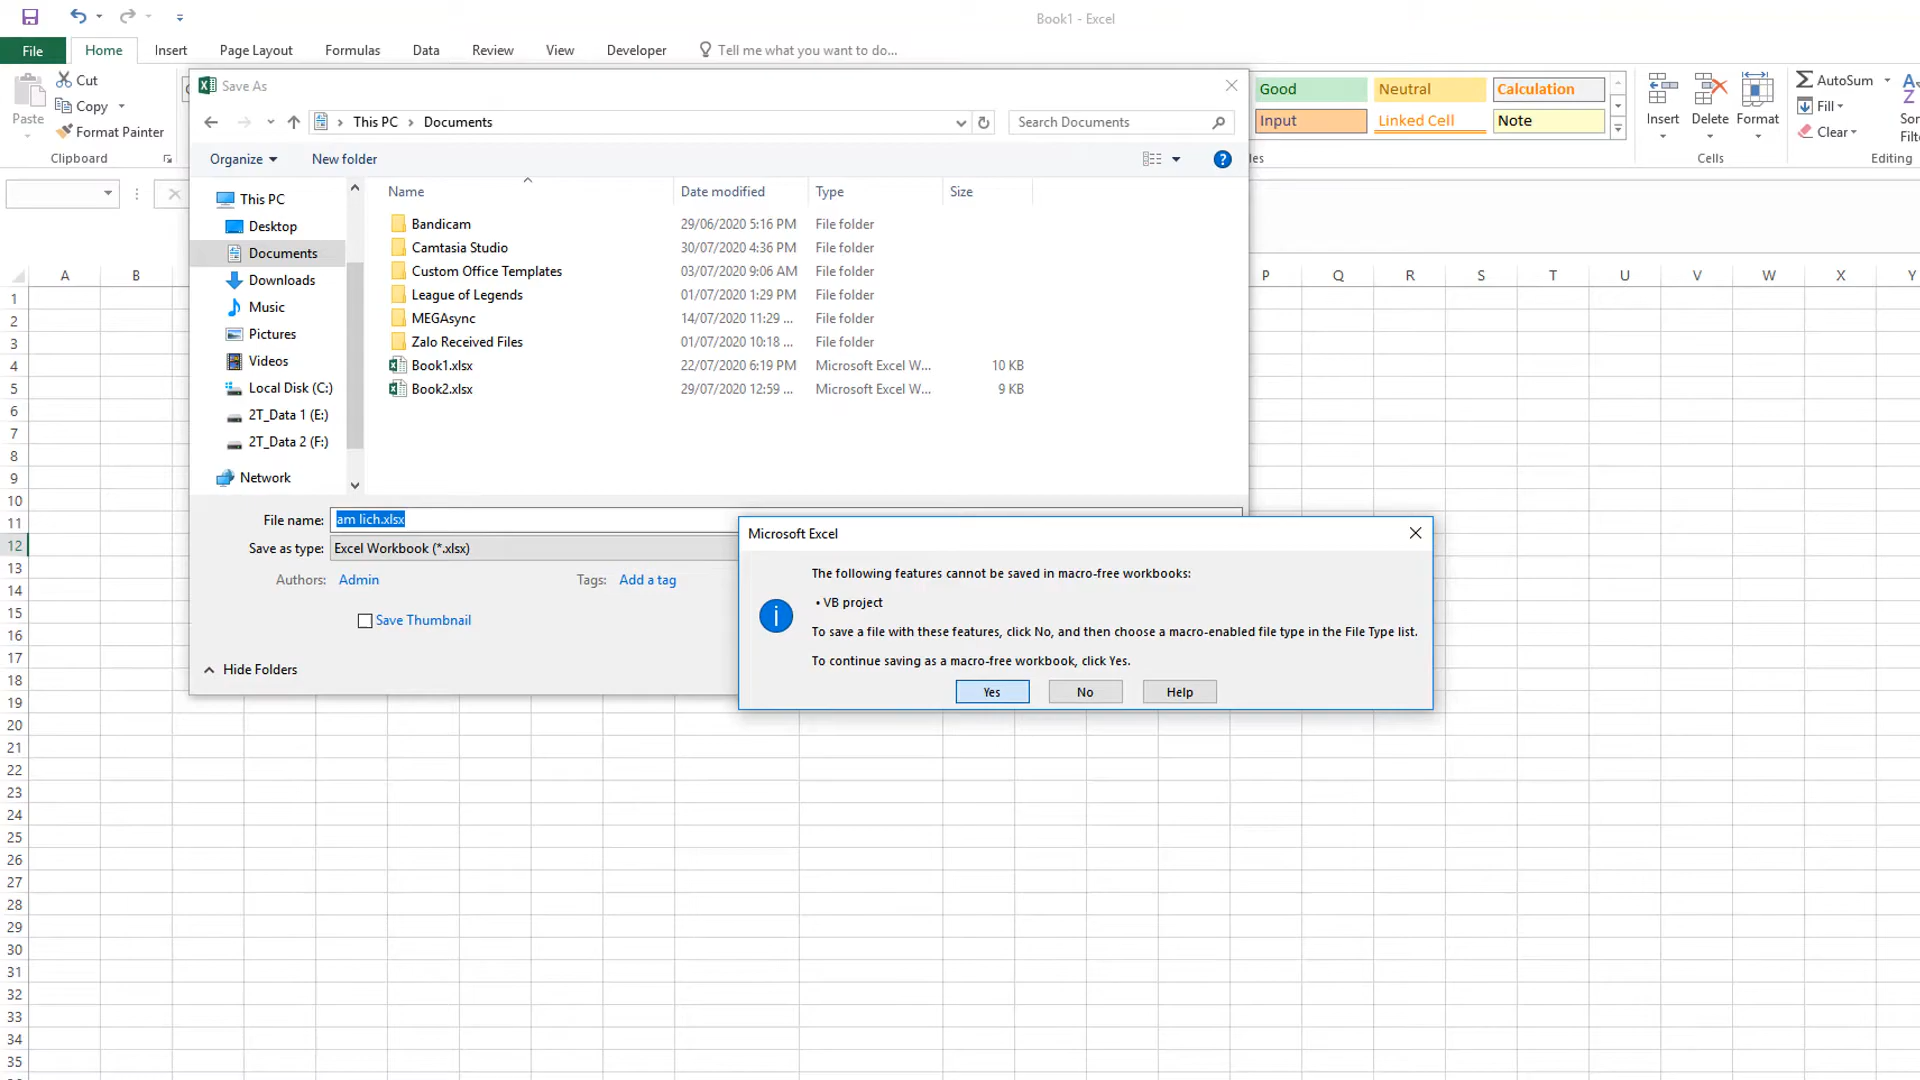 Book1 - Excel
File Home Insert Page Layout Formulas Data Review View Developer Tell me what you want to do...
Paste
Cut
Copy
Format Painter
Clipboard
Good Neutral Calculation
Input Linked Cell Note
Insert Delete Format
Cells
AutoSum
Fill
Clear
Editing
Save As
This PC > Documents
Search Documents
Organize New folder
This PC
Desktop
Documents
Downloads
Music
Pictures
Videos
Local Disk (C:)
2T_Data 1 (E:)
2T_Data 2 (F:)
Network
Name Date modified Type Size
Bandicam 29/06/2020 5:16 PM File folder
Camtasia Studio 30/07/2020 4:36 PM File folder
Custom Office Templates 03/07/2020 9:06 AM File folder
League of Legends 01/07/2020 1:29 PM File folder
MEGAsync 14/07/2020 11:29 ... File folder
Zalo Received Files 01/07/2020 10:18 ... File folder
Book1.xlsx 22/07/2020 6:19 PM Microsoft Excel W... 10 KB
Book2.xlsx 29/07/2020 12:59 ... Microsoft Excel W... 9 KB
File name: am lich.xlsx
Save as type: Excel Workbook (*.xlsx)
Authors: Admin Tags: Add a tag
Save Thumbnail
Hide Folders
Microsoft Excel
The following features cannot be saved in macro-free workbooks:
• VB project
To save a file with these features, click No, and then choose a macro-enabled file type in the File Type list.
To continue saving as a macro-free workbook, click Yes.
Yes No Help
A B P Q R S T U V W X Y
1
2
3
4
5
6
7
8
9
10
11
12
13
14
15
16
17
18
19
20
21
22
23
24
25
26
27
28
29
30
31
32
33
34
35